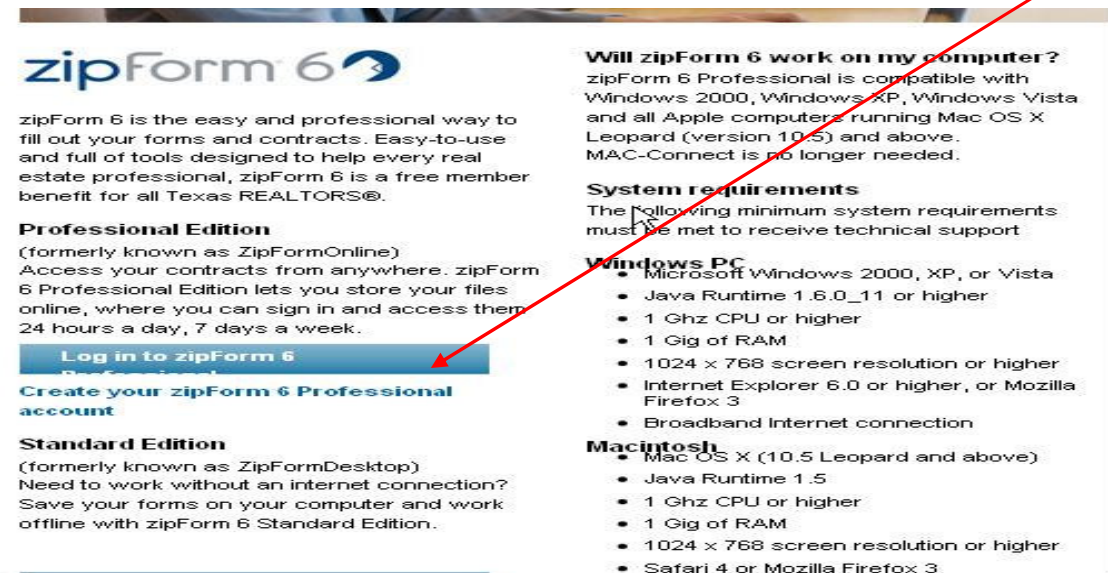 zipForm 6
zipForm 6 is the easy and professional way to
fill out your forms and contracts. Easy-to-use
and full of tools designed to help every real
estate professional, zipForm 6 is a free member
benefit for all Texas REALTORS®.
Professional Edition
(formerly known as ZipFormOnline)
Access your contracts from anywhere. zipForm
6 Professional Edition lets you store your files
online, where you can sign in and access them
24 hours a day, 7 days a week.
Log in to zipForm 6
Professional
Create your zipForm 6 Professional
account
Standard Edition
(formerly known as ZipFormDesktop)
Need to work without an internet connection?
Save your forms on your computer and work
offline with zipForm 6 Standard Edition.
Will zipForm 6 work on my computer?
zipForm 6 Professional is compatible with
Windows 2000, Windows XP, Windows Vista
and all Apple computers running Mac OS X
Leopard (version 10.5) and above.
MAC-Connect is no longer needed.
System requirements
The following minimum system requirements
must be met to receive technical support
Windows PC
• Microsoft Windows 2000, XP, or Vista
• Java Runtime 1.6.0_11 or higher
• 1 Ghz CPU or higher
• 1 Gig of RAM
• 1024 x 768 screen resolution or higher
• Internet Explorer 6.0 or higher, or Mozilla
Firefox 3
• Broadband Internet connection
Macintosh
• Mac OS X (10.5 Leopard and above)
• Java Runtime 1.5
• 1 Ghz CPU or higher
• 1 Gig of RAM
• 1024 x 768 screen resolution or higher
• Safari 4 or Mozilla Firefox 3